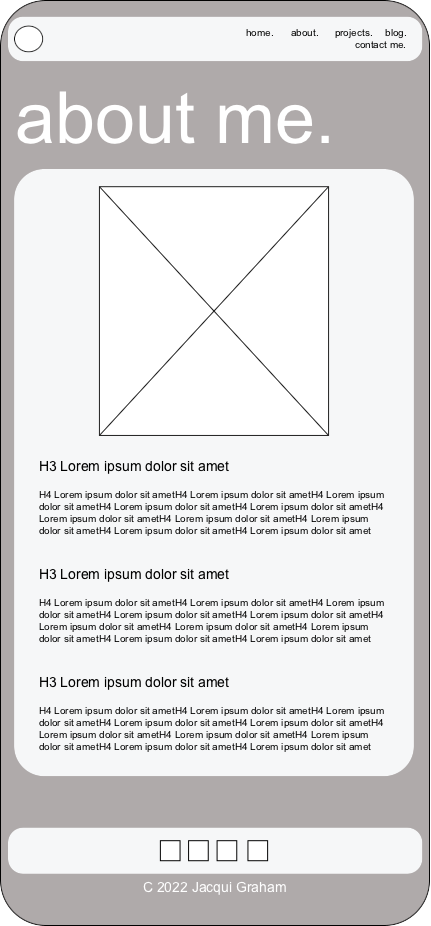 home. about. projects. blog.
contact me.
about me.
H3 Lorem ipsum dolor sit amet
H4 Lorem ipsum dolor sit ametH4 Lorem ipsum dolor sit ametH4 Lorem ipsum
dolor sit ametH4 Lorem ipsum dolor sit ametH4 Lorem ipsum dolor sit ametH4
Lorem ipsum dolor sit ametH4 Lorem ipsum dolor sit ametH4 Lorem ipsum
dolor sit ametH4 Lorem ipsum dolor sit ametH4 Lorem ipsum dolor sit amet
H3 Lorem ipsum dolor sit amet
H4 Lorem ipsum dolor sit ametH4 Lorem ipsum dolor sit ametH4 Lorem ipsum
dolor sit ametH4 Lorem ipsum dolor sit ametH4 Lorem ipsum dolor sit ametH4
Lorem ipsum dolor sit ametH4 Lorem ipsum dolor sit ametH4 Lorem ipsum
dolor sit ametH4 Lorem ipsum dolor sit ametH4 Lorem ipsum dolor sit amet
H3 Lorem ipsum dolor sit amet
H4 Lorem ipsum dolor sit ametH4 Lorem ipsum dolor sit ametH4 Lorem ipsum
dolor sit ametH4 Lorem ipsum dolor sit ametH4 Lorem ipsum dolor sit ametH4
Lorem ipsum dolor sit ametH4 Lorem ipsum dolor sit ametH4 Lorem ipsum
dolor sit ametH4 Lorem ipsum dolor sit ametH4 Lorem ipsum dolor sit amet
C 2022 Jacqui Graham